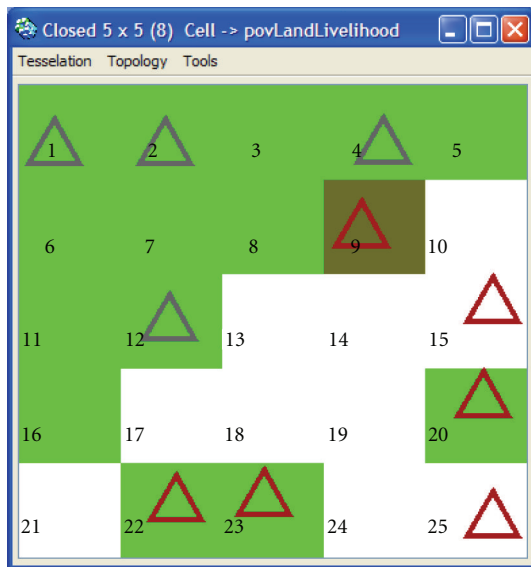 Closed 5 x 5 (8) Cell -> povLandLivelihood
Tesselation Topology Tools
1 2 3 4 5
6 7 8 9 10
11 12 13 14 15
16 17 18 19 20
21 22 23 24 25